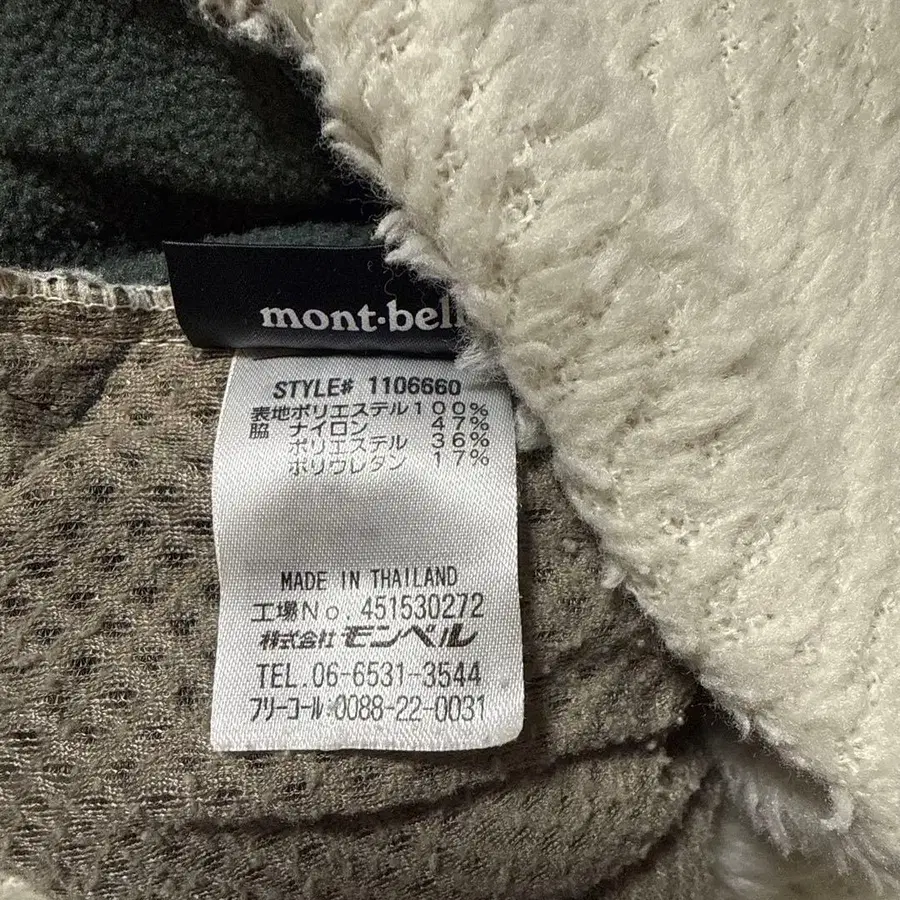 mont·bell
STYLE# 1106660
表地ポリエステル100%
脇 ナイロン 47%
ポリエステル 36%
ポリウレタン 17%
MADE IN THAILAND
工場No. 451530272
株式会社 モンベル
TEL. 06-6531-3544
フリーコール:0088-22-0031